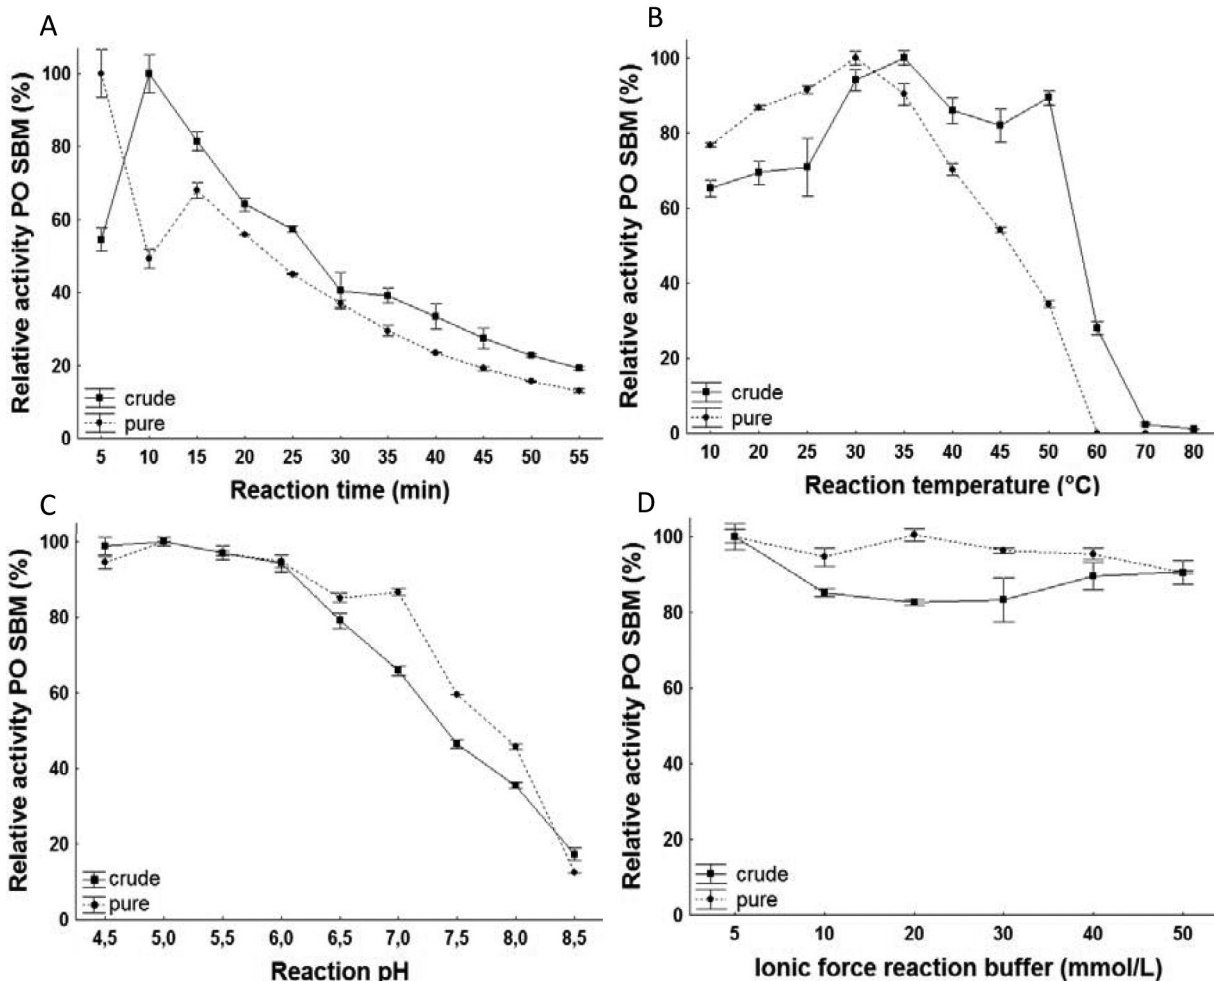 A
Relative activity PO SBM (%)
100
80
60
40
20
0
crude
pure
5 10 15 20 25 30 35 40 45 50 55
Reaction time (min)
B
Relative activity PO SBM (%)
100
80
60
40
20
0
crude
pure
10 20 25 30 35 40 45 50 60 70 80
Reaction temperature (°C)
C
Relative activity PO SBM (%)
100
80
60
40
20
0
crude
pure
4,5 5,0 5,5 6,0 6,5 7,0 7,5 8,0 8,5
Reaction pH
D
Relative activity PO SBM (%)
100
80
60
40
20
0
crude
pure
5 10 20 30 40 50
Ionic force reaction buffer (mmol/L)